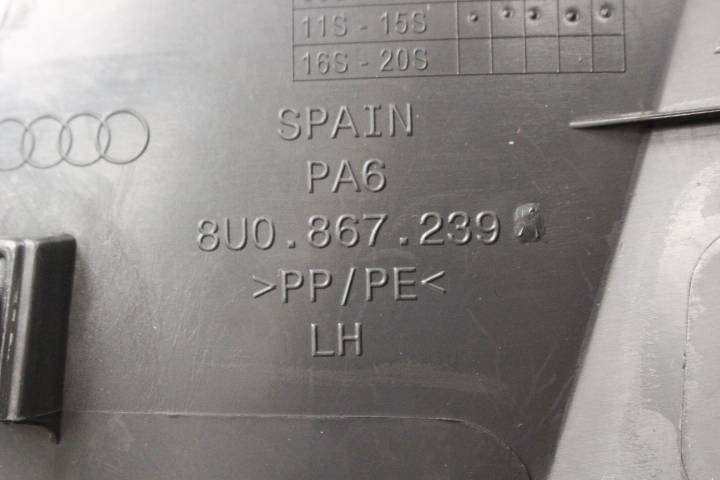 11S - 15S
16S - 20S
SPAIN
PA6
8U0.867.239
>PP/PE<
LH